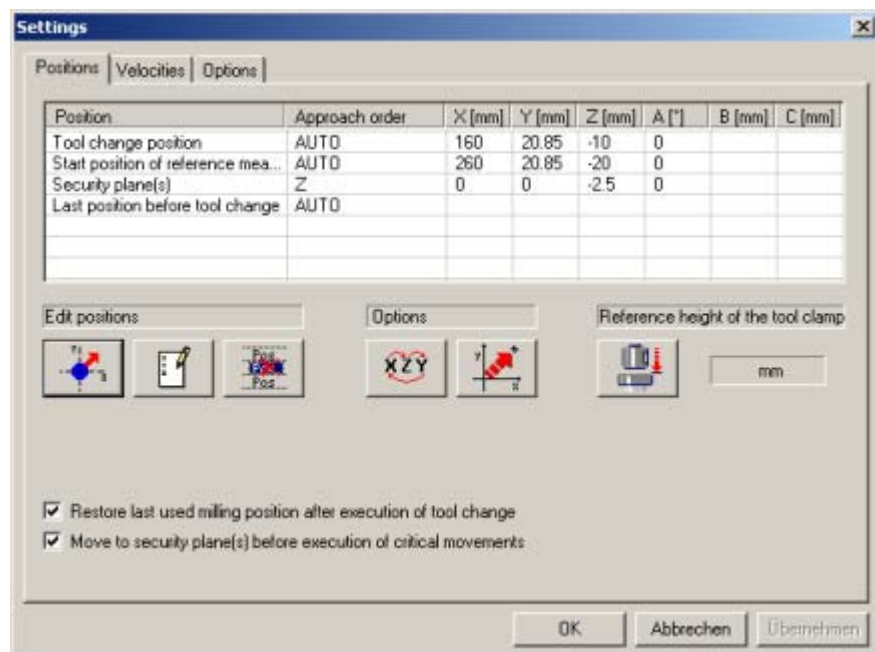 Settings
Positions Velocities Options
Position Approach order X [mm] Y [mm] Z [mm] A [°] B [mm] C [mm]
Tool change position AUTO 160 20.85 -10 0
Start position of reference mea... AUTO 260 20.85 -20 0
Security plane(s) Z 0 0 -2.5 0
Last position before tool change AUTO
Edit positions Options Reference height of the tool clamp
Pos
Pos
XZY
Y
X
mm
Restore last used milling position after execution of tool change
Move to security plane(s) before execution of critical movements
OK Abbrechen Übernehmen